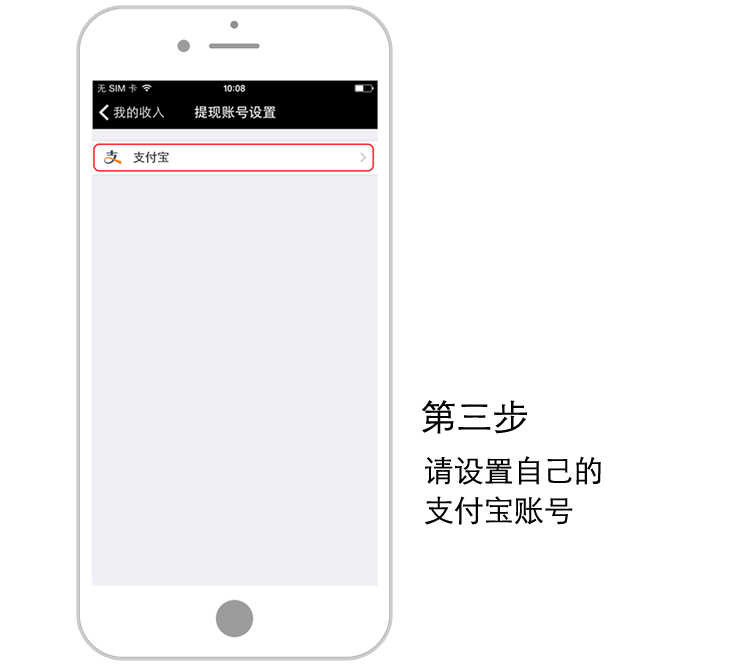 无 SIM 卡 10:08
我的收入 提现账号设置
支付宝
第三步
请设置自己的
支付宝账号